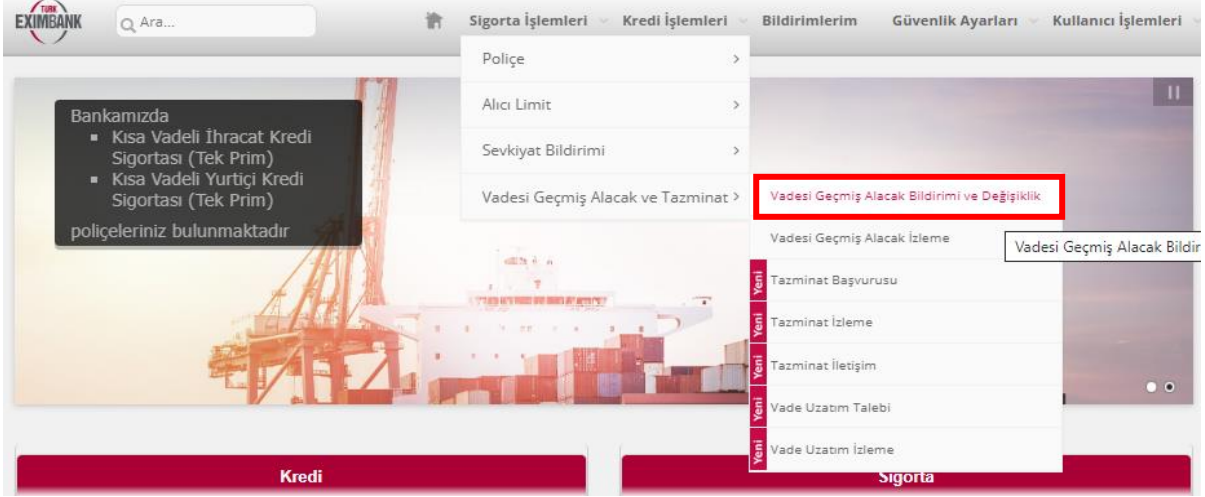 TURK
EXIMBANK
Ara...
Sigorta İşlemleri
Kredi İşlemleri
Bildirimlerim
Güvenlik Ayarları
Kullanıcı İşlemleri
Poliçe
Alıcı Limit
Sevkiyat Bildirimi
Vadesi Geçmiş Alacak ve Tazminat
Bankamızda
Kısa Vadeli İhracat Kredi
Sigortası (Tek Prim)
Kısa Vadeli Yurtiçi Kredi
Sigortası (Tek Prim)
poliçeleriniz bulunmaktadır
Vadesi Geçmiş Alacak Bildirimi ve Değişiklik
Vadesi Geçmiş Alacak İzleme
Vadesi Geçmiş Alacak Bildir
Yeni Tazminat Başvurusu
Yeni Tazminat İzleme
Yeni Tazminat İletişim
Yeni Vade Uzatım Talebi
Yeni Vade Uzatım İzleme
Kredi
Sigorta